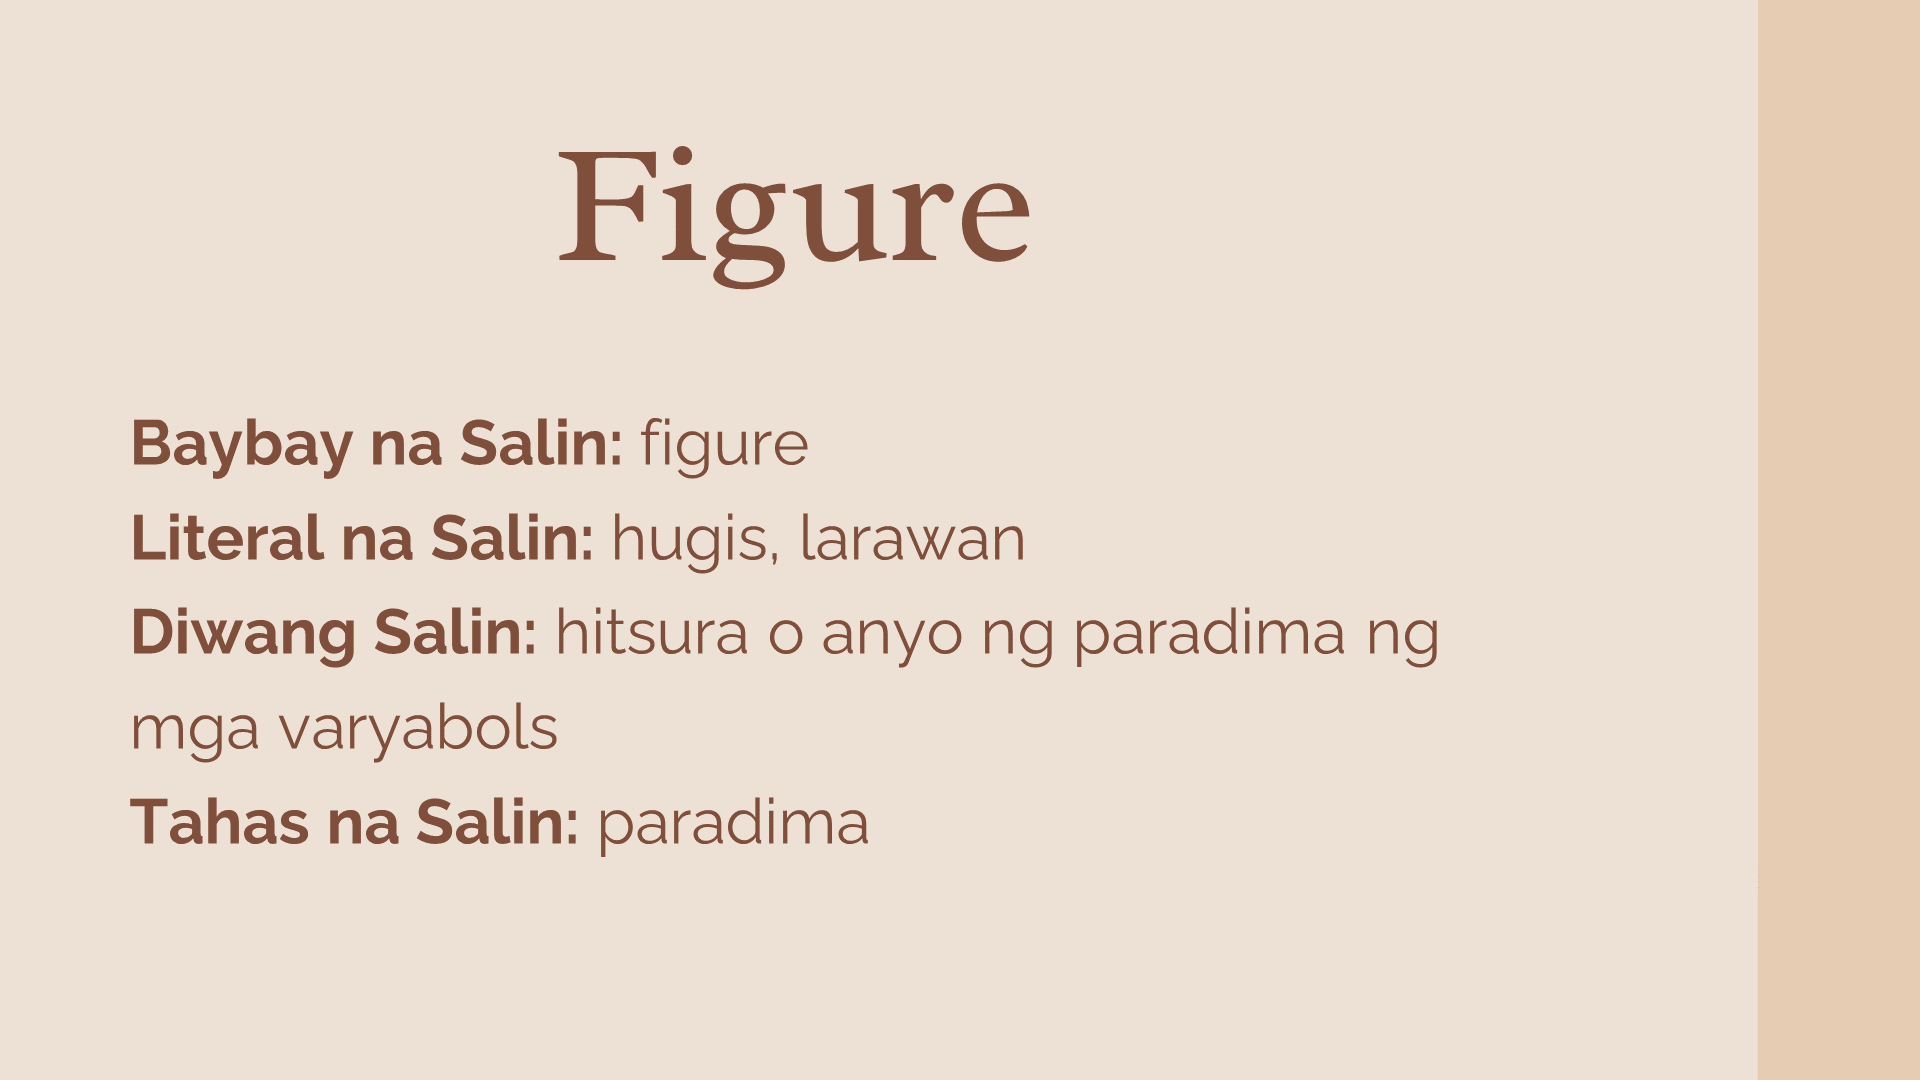 Figure
Baybay na Salin: figure
Literal na Salin: hugis, larawan
Diwang Salin: hitsura o anyo ng paradima ng
mga varyabols
Tahas na Salin: paradima